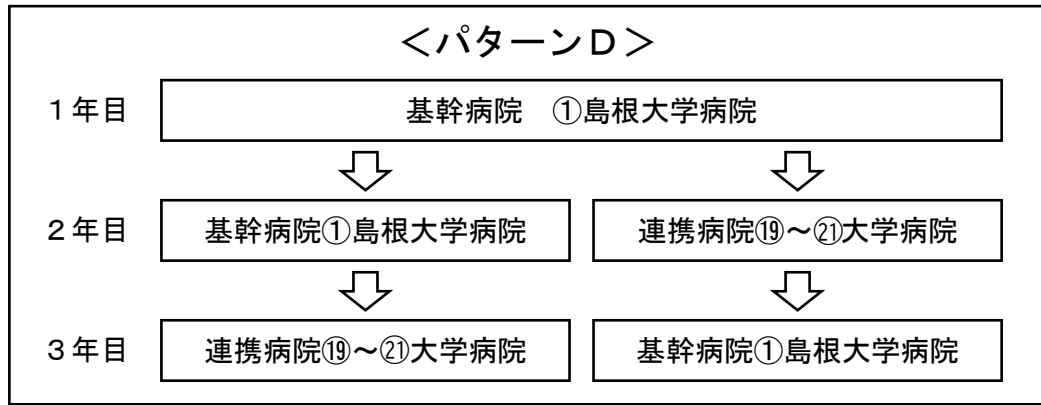 ＜パターンＤ＞
１年目 基幹病院　①島根大学病院
２年目 基幹病院①島根大学病院 連携病院⑲～㉑大学病院
３年目 連携病院⑲～㉑大学病院 基幹病院①島根大学病院